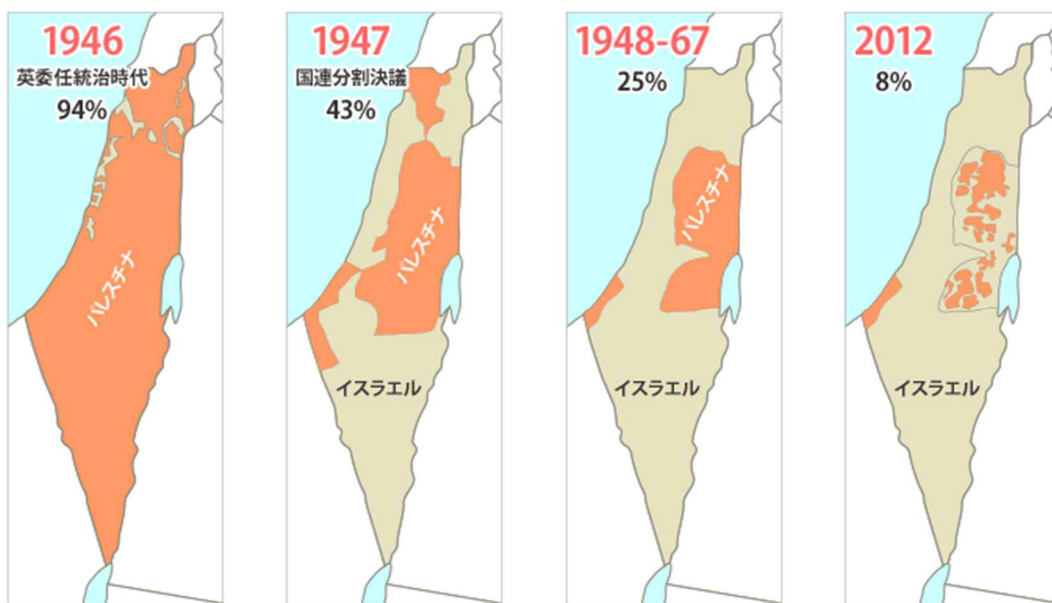 1946
英委任統治時代
94%
パレスチナ
1947
国連分割決議
43%
パレスチナ
イスラエル
1948-67
25%
パレスチナ
イスラエル
2012
8%
イスラエル